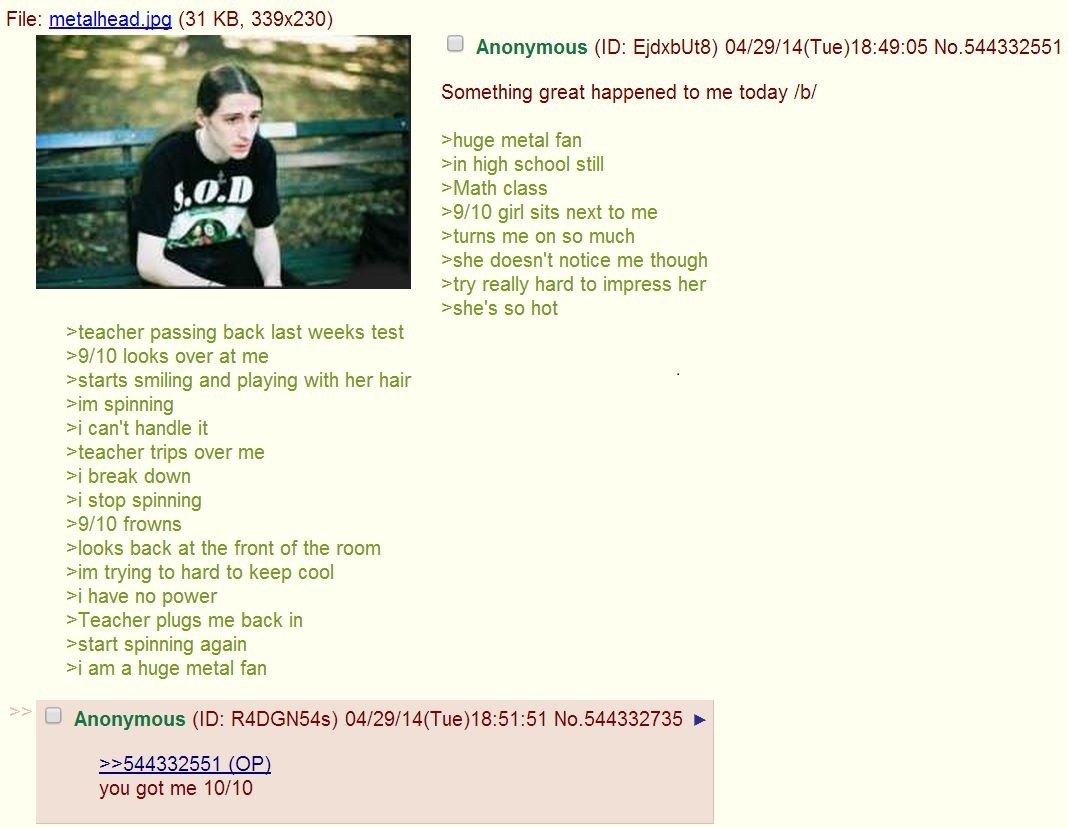 File: metalhead.jpg (31 KB, 339x230)
S.O.D
Anonymous (ID: EjdxbUt8) 04/29/14(Tue)18:49:05 No.544332551
Something great happened to me today /b/
>huge metal fan
>in high school still
>Math class
>9/10 girl sits next to me
>turns me on so much
>she doesn't notice me though
>try really hard to impress her
>she's so hot
>teacher passing back last weeks test
>9/10 looks over at me
>starts smiling and playing with her hair
>im spinning
>i can't handle it
>teacher trips over me
>i break down
>i stop spinning
>9/10 frowns
>looks back at the front of the room
>im trying to hard to keep cool
>i have no power
>Teacher plugs me back in
>start spinning again
>i am a huge metal fan
>> Anonymous (ID: R4DGN54s) 04/29/14(Tue)18:51:51 No.544332735 ►
>>544332551 (OP)
you got me 10/10